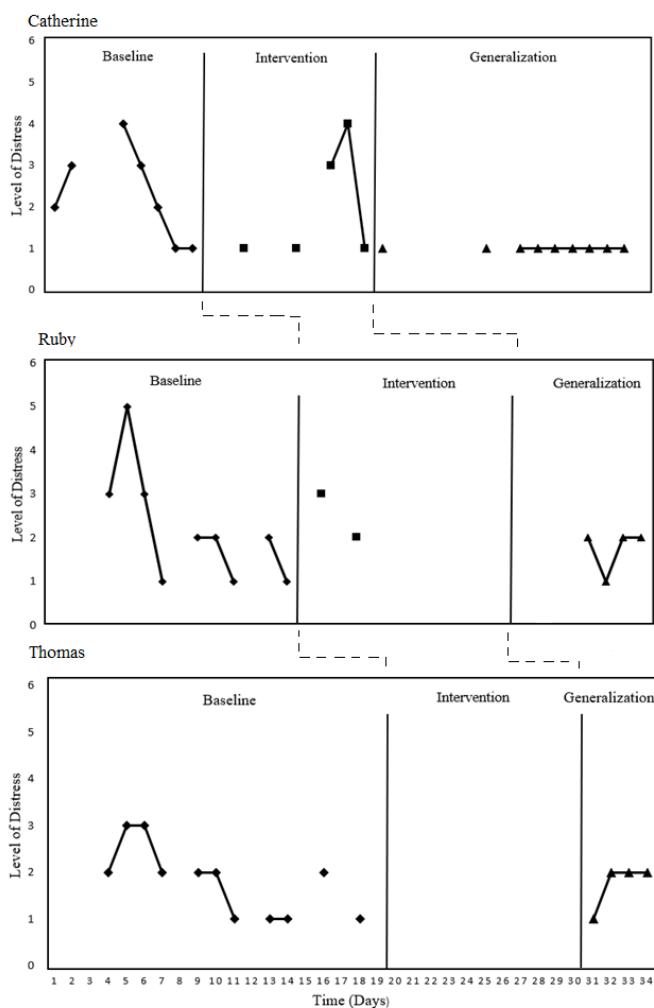 Catherine
6
Baseline Intervention Generalization
5
4
3
2
1
0
Level of Distress
Ruby
6
Baseline Intervention Generalization
5
4
3
2
1
0
Level of Distress
Thomas
6
Baseline Intervention Generalization
5
4
3
2
1
0
Level of Distress
1 2 3 4 5 6 7 8 9 10 11 12 13 14 15 16 17 18 19 20 21 22 23 24 25 26 27 28 29 30 31 32 33 34
Time (Days)